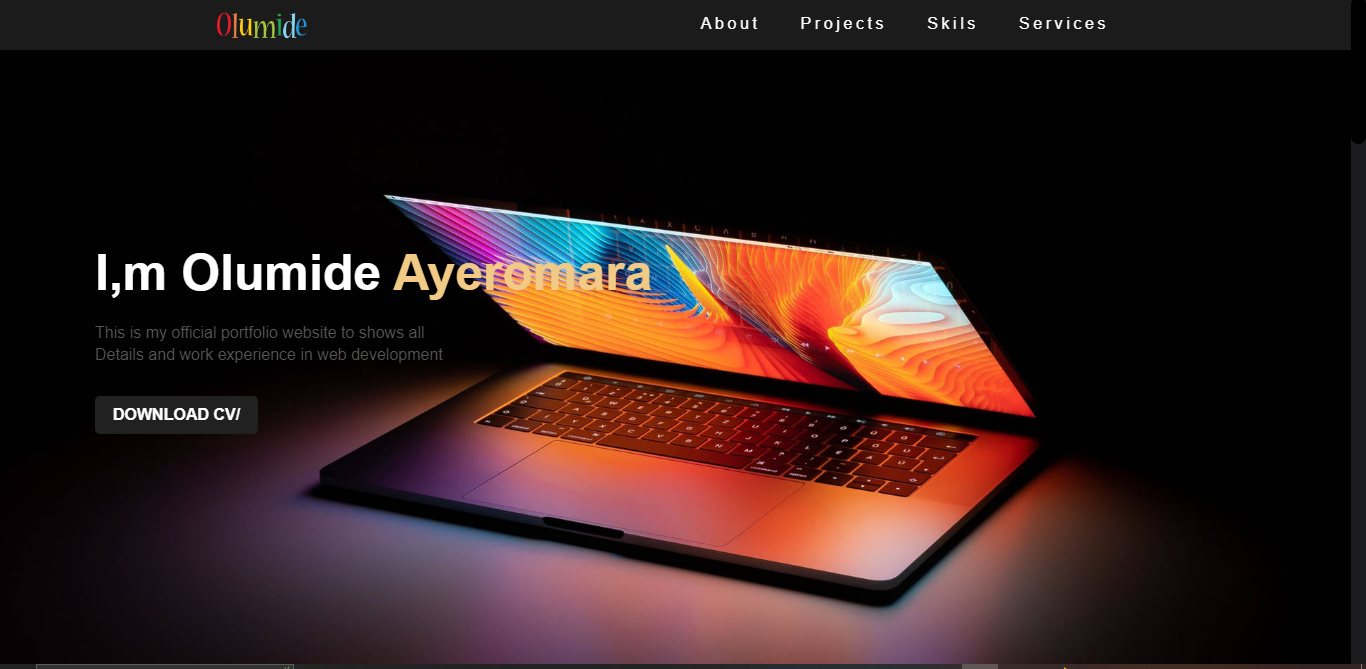 Olumide
About Projects Skils Services
I,m Olumide Ayeromara
This is my official portfolio website to shows all
Details and work experience in web development
DOWNLOAD CV/